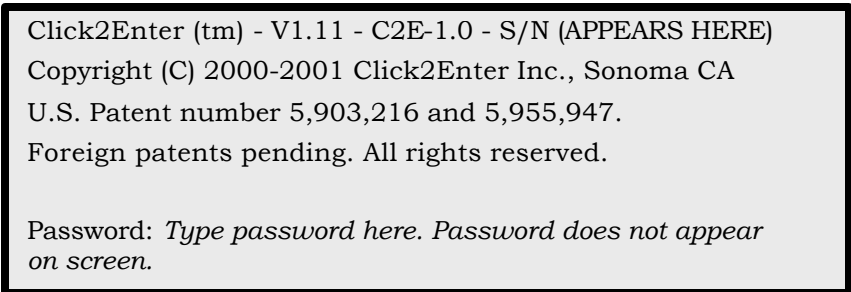 Click2Enter (tm) - V1.11 - C2E-1.0 - S/N (APPEARS HERE)
Copyright (C) 2000-2001 Click2Enter Inc., Sonoma CA
U.S. Patent number 5,903,216 and 5,955,947.
Foreign patents pending. All rights reserved.
Password: Type password here. Password does not appear
on screen.